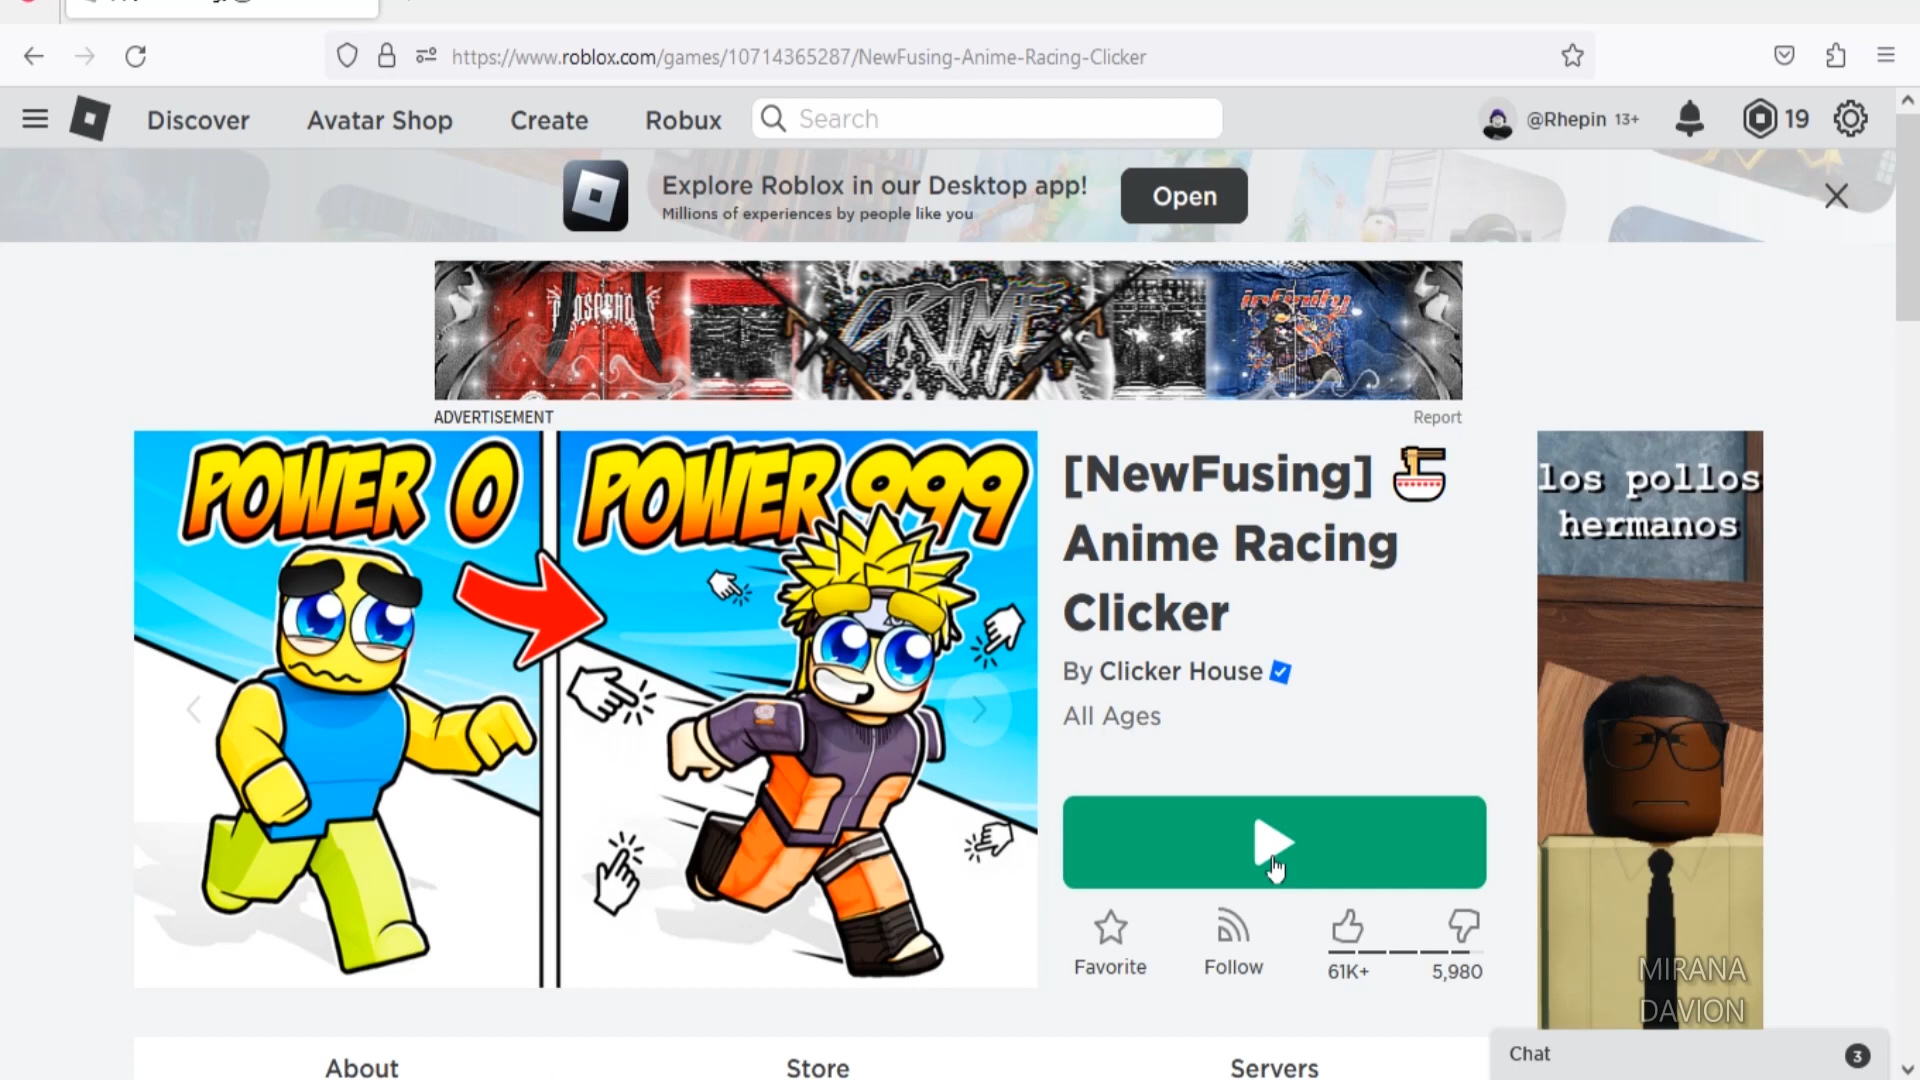 https://www.roblox.com/games/10714365287/NewFusing-Anime-Racing-Clicker
Discover
Avatar Shop
Create
Robux
Search
@Rhepin 13+
19
Explore Roblox in our Desktop app!
Millions of experiences by people like you
Open
CRIME
infinity
ADVERTISEMENT
Report
POWER 0
POWER 999
[NewFusing]
Anime Racing
Clicker
By Clicker House
All Ages
Favorite
Follow
61K+
5,980
los pollos
hermanos
MIRANA
DAVION
About
Store
Servers
Chat
3